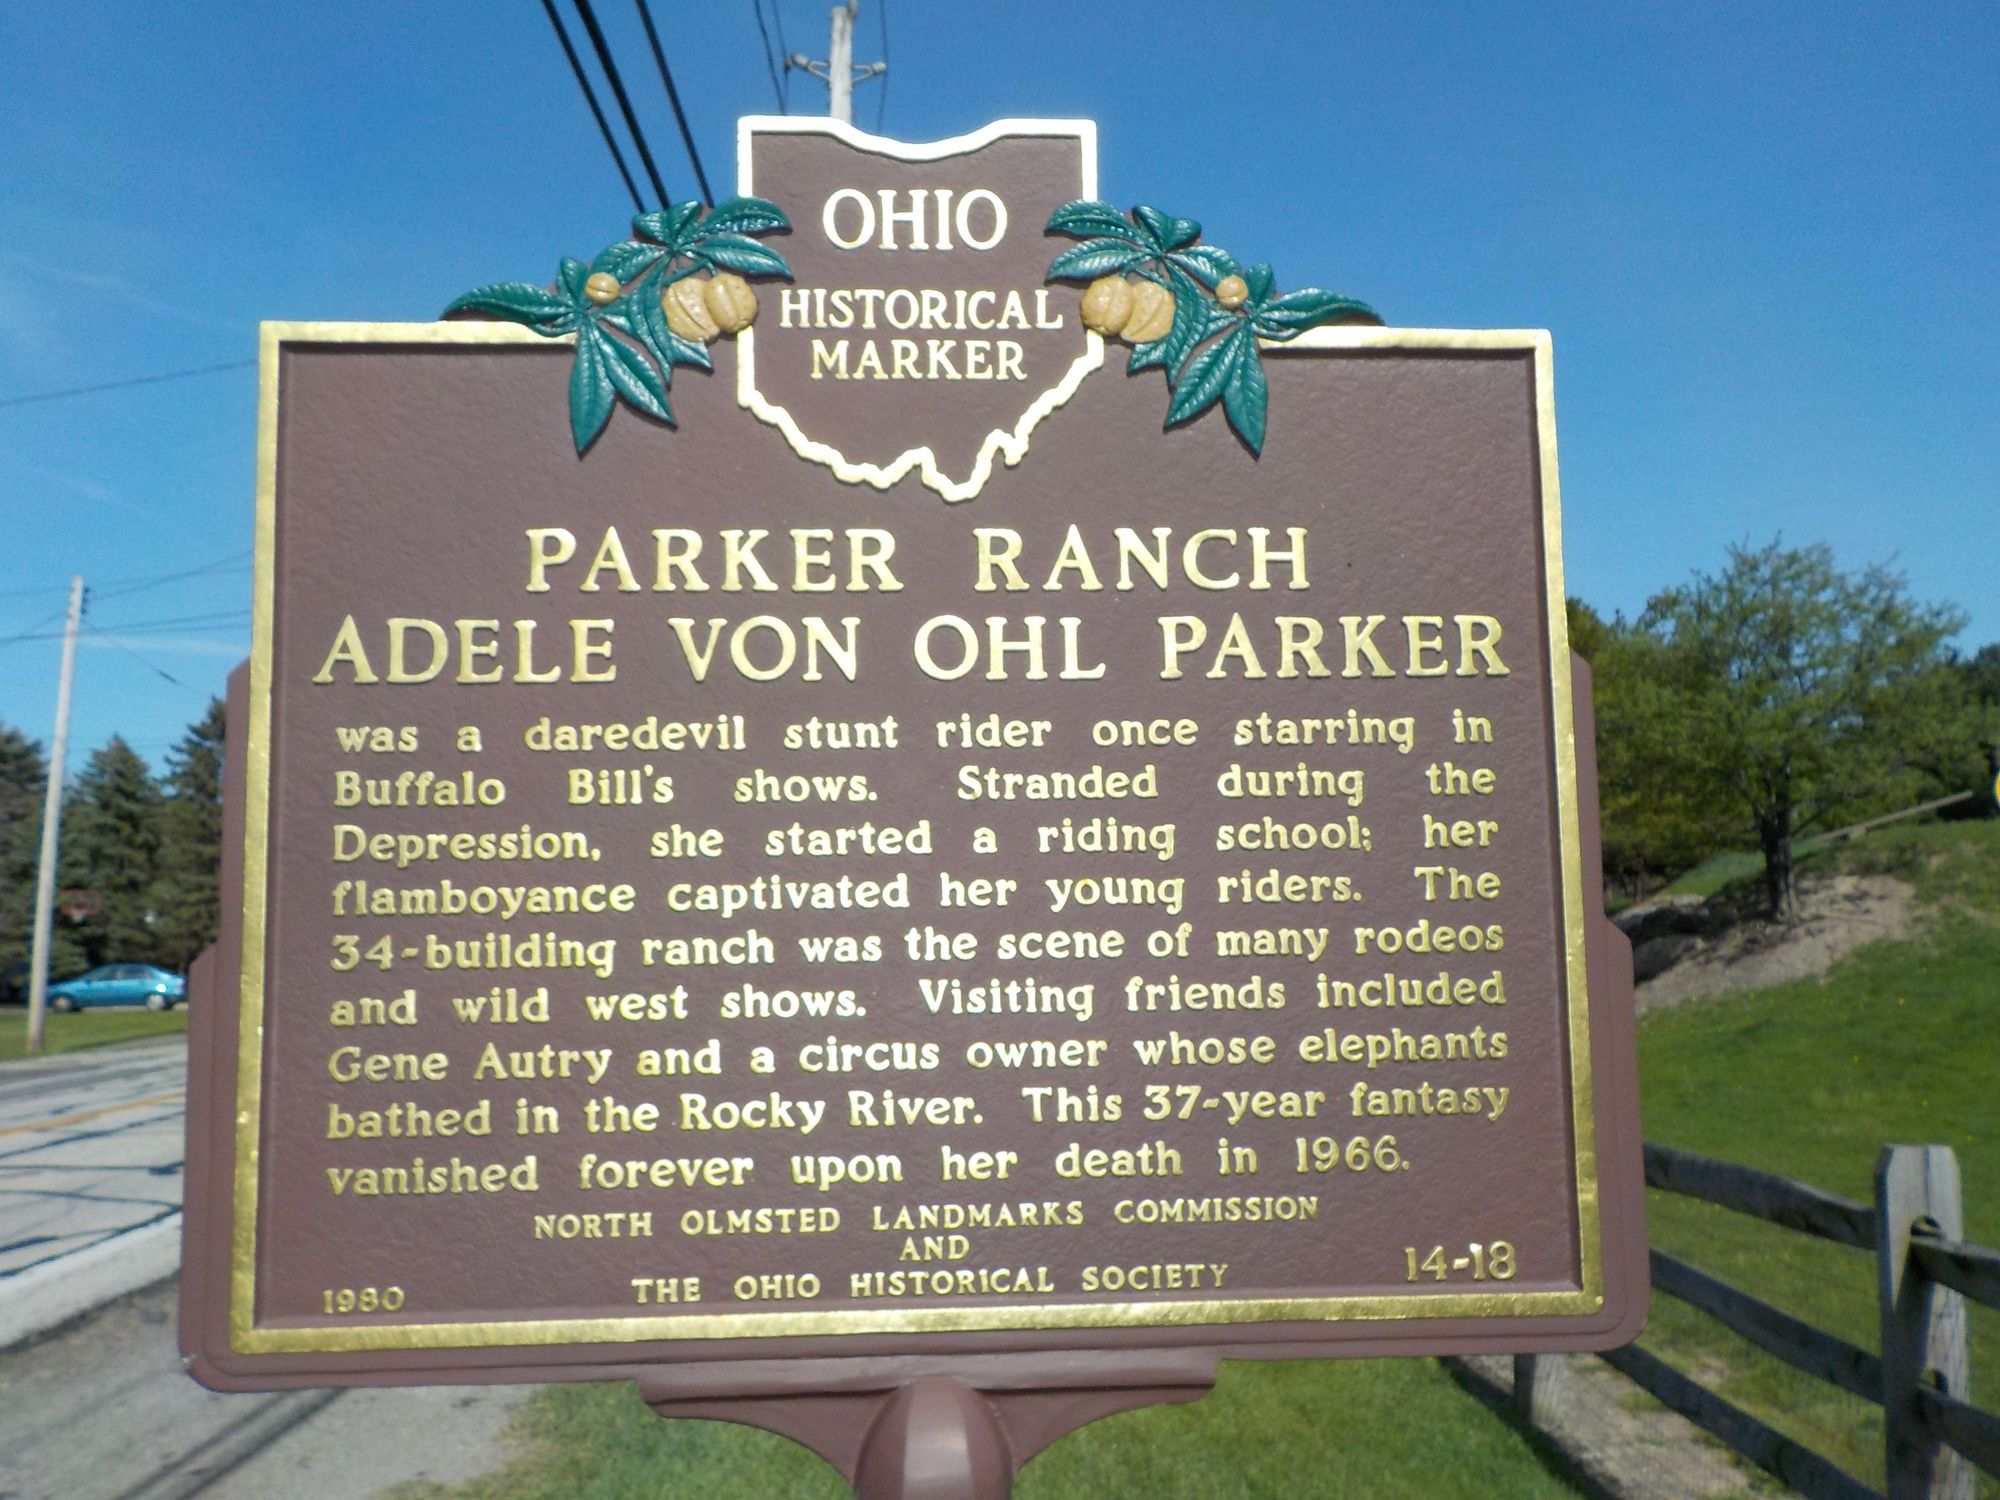 OHIO
HISTORICAL
MARKER
PARKER RANCH
ADELE VON OHL PARKER
was a daredevil stunt rider once starring in
Buffalo Bill's shows. Stranded during the
Depression, she started a riding school; her
flamboyance captivated her young riders. The
34-building ranch was the scene of many rodeos
and wild west shows. Visiting friends included
Gene Autry and a circus owner whose elephants
bathed in the Rocky River. This 37-year fantasy
vanished forever upon her death in 1966.
NORTH OLMSTED LANDMARKS COMMISSION
AND
THE OHIO HISTORICAL SOCIETY
1980
14-18